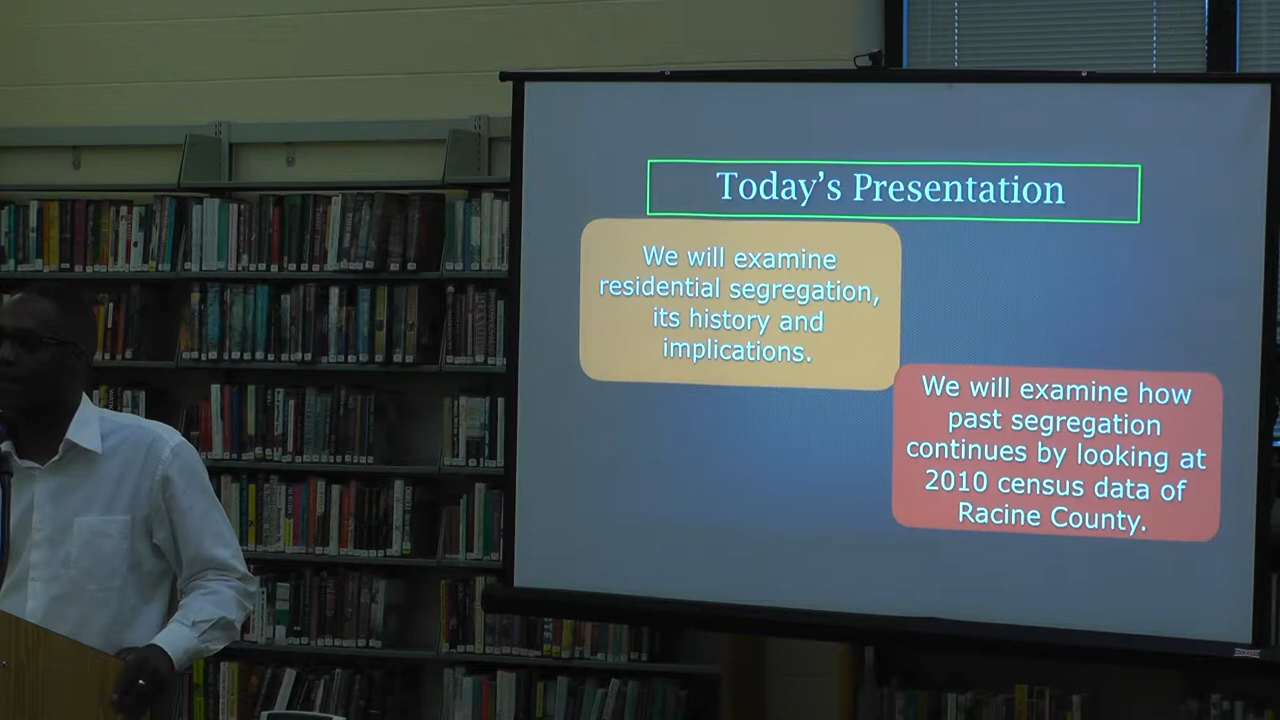 Today's Presentation
We will examine
residential segregation,
its history and
implications.
We will examine how
past segregation
continues by looking at
2010 census data of
Racine County.